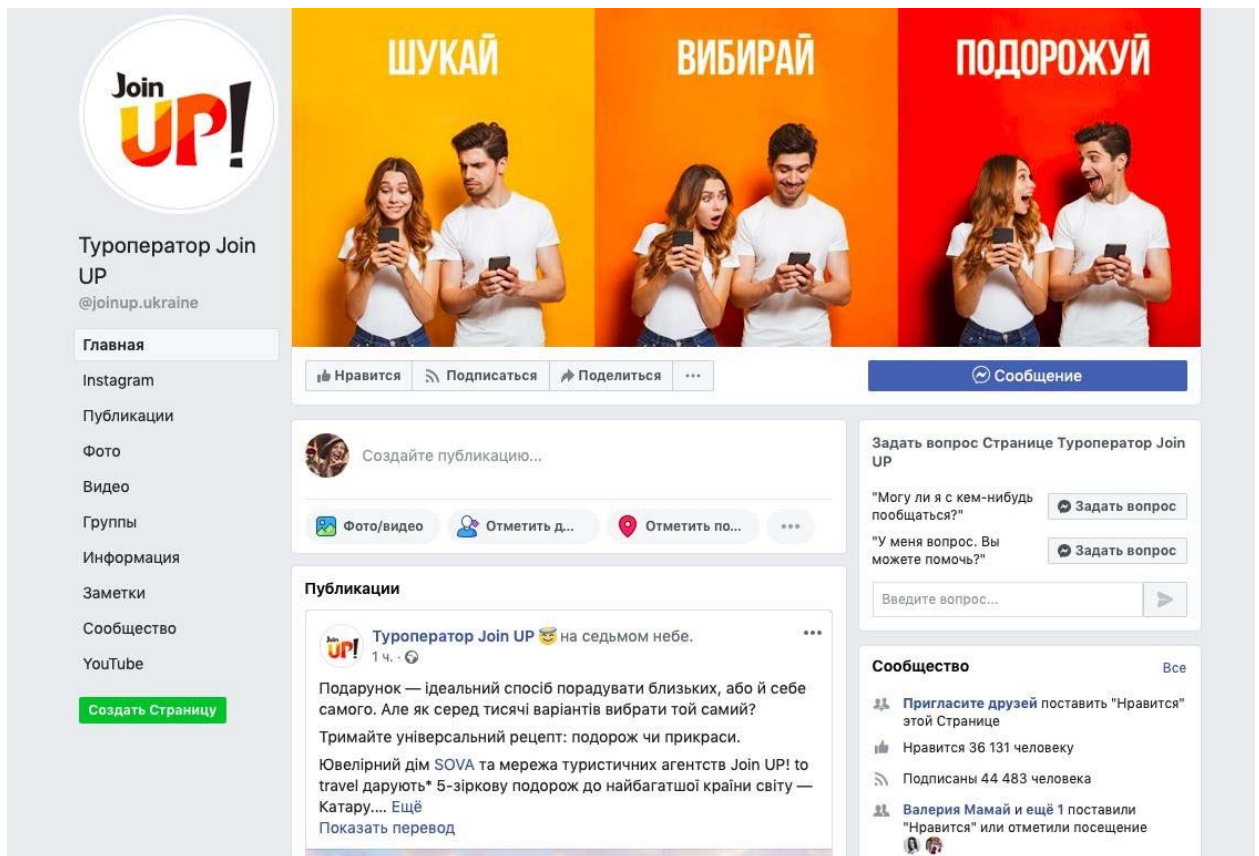 Join
UP!
Туроператор Join
UP
@joinup.ukraine
Главная
Instagram
Публикации
Фото
Видео
Группы
Информация
Заметки
Сообщество
YouTube
Создать Страницу
ШУКАЙ
ВИБИРАЙ
ПОДОРОЖУЙ
Нравится
Подписаться
Поделиться
...
Сообщение
Создайте публикацию...
Фото/видео
Отметить д...
Отметить по...
...
Публикации
Join
UP!
Туроператор Join UP на седьмом небе.
1 ч. ·
...
Подарунок — ідеальний спосіб порадувати близьких, або й себе
самого. Але як серед тисячі варіантів вибрати той самий?
Тримайте універсальний рецепт: подорож чи прикраси.
Ювелірний дім SOVA та мережа туристичних агентств Join UP! to
travel дарують* 5-зіркову подорож до найбагатшої країни світу —
Катару.... Ещё
Показать перевод
Задать вопрос Странице Туроператор Join
UP
"Могу ли я с кем-нибудь
пообщаться?"
Задать вопрос
"У меня вопрос. Вы
можете помочь?"
Задать вопрос
Введите вопрос...
Сообщество
Все
Пригласите друзей поставить "Нравится"
этой Странице
Нравится 36 131 человеку
Подписаны 44 483 человека
Валерия Мамай и ещё 1 поставили
"Нравится" или отметили посещение